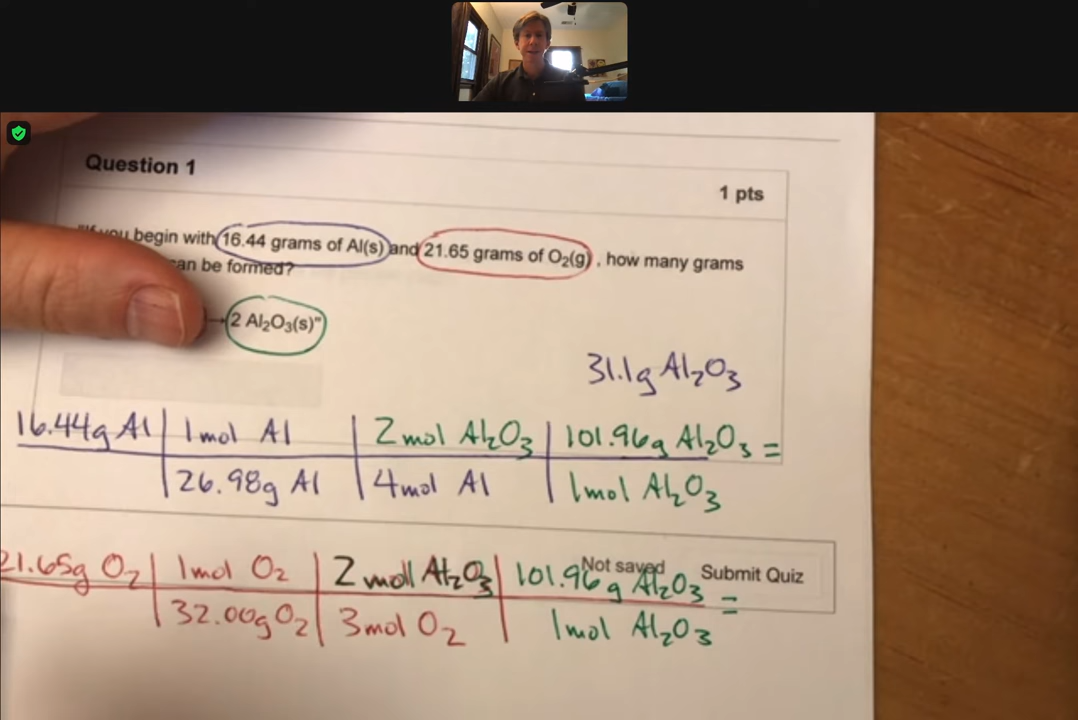 Question 1
1 pts
"If you begin with 16.44 grams of Al(s) and 21.65 grams of O₂(g) , how many grams
can be formed?
→ 2 Al₂O₃(s)"
31.1g Al₂O₃
16.44g Al | 1mol Al | 2mol Al₂O₃ | 101.96g Al₂O₃ =
26.98g Al | 4mol Al | 1mol Al₂O₃
Not saved Submit Quiz
21.65g O₂ | 1mol O₂ | 2 mol Al₂O₃ | 101.96g Al₂O₃ =
32.00g O₂ | 3mol O₂ | 1mol Al₂O₃